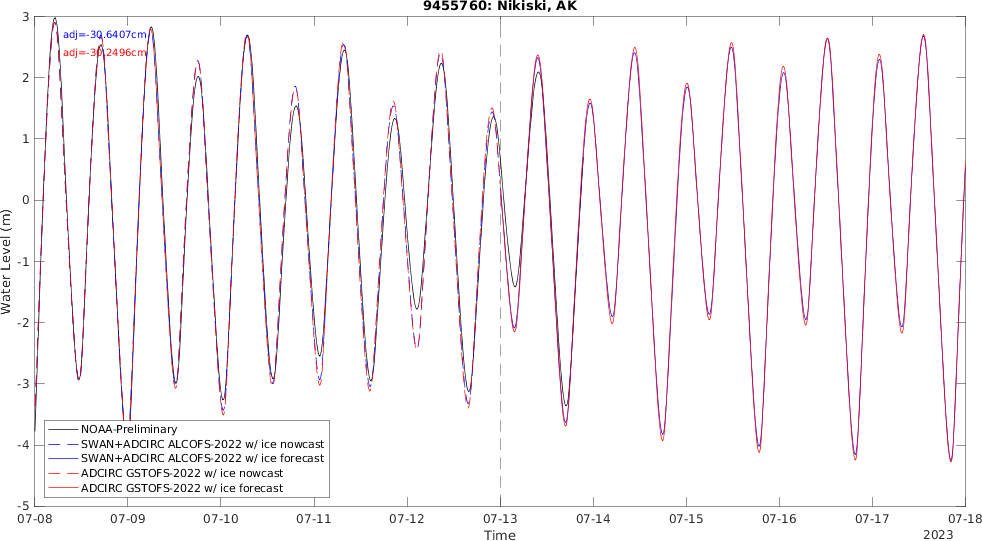 9455760: Nikiski, AK
adj=-30.6407cm
adj=-30.2496cm
3
2
1
0
-1
-2
-3
-4
-5
Water Level (m)
NOAA-Preliminary
SWAN+ADCIRC ALCOFS-2022 w/ ice nowcast
SWAN+ADCIRC ALCOFS-2022 w/ ice forecast
ADCIRC GSTOFS-2022 w/ ice nowcast
ADCIRC GSTOFS-2022 w/ ice forecast
07-08 07-09 07-10 07-11 07-12 07-13 07-14 07-15 07-16 07-17 07-18
Time
2023